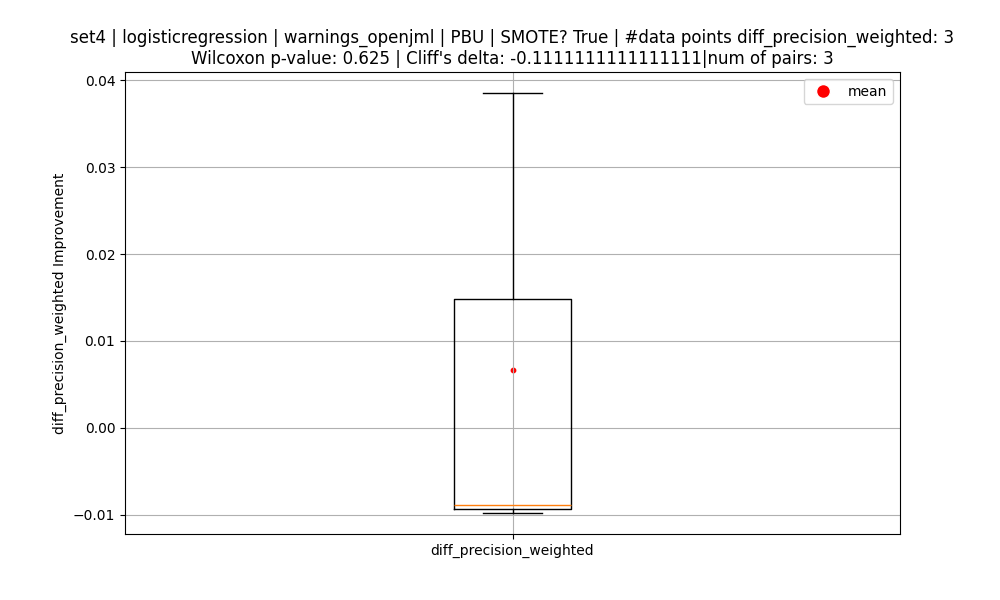 set4 | logisticregression | warnings_openjml | PBU | SMOTE? True | #data points diff_precision_weighted: 3
Wilcoxon p-value: 0.625 | Cliff's delta: -0.1111111111111111|num of pairs: 3
mean
0.04
0.03
0.02
0.01
0.00
−0.01
diff_precision_weighted Improvement
diff_precision_weighted